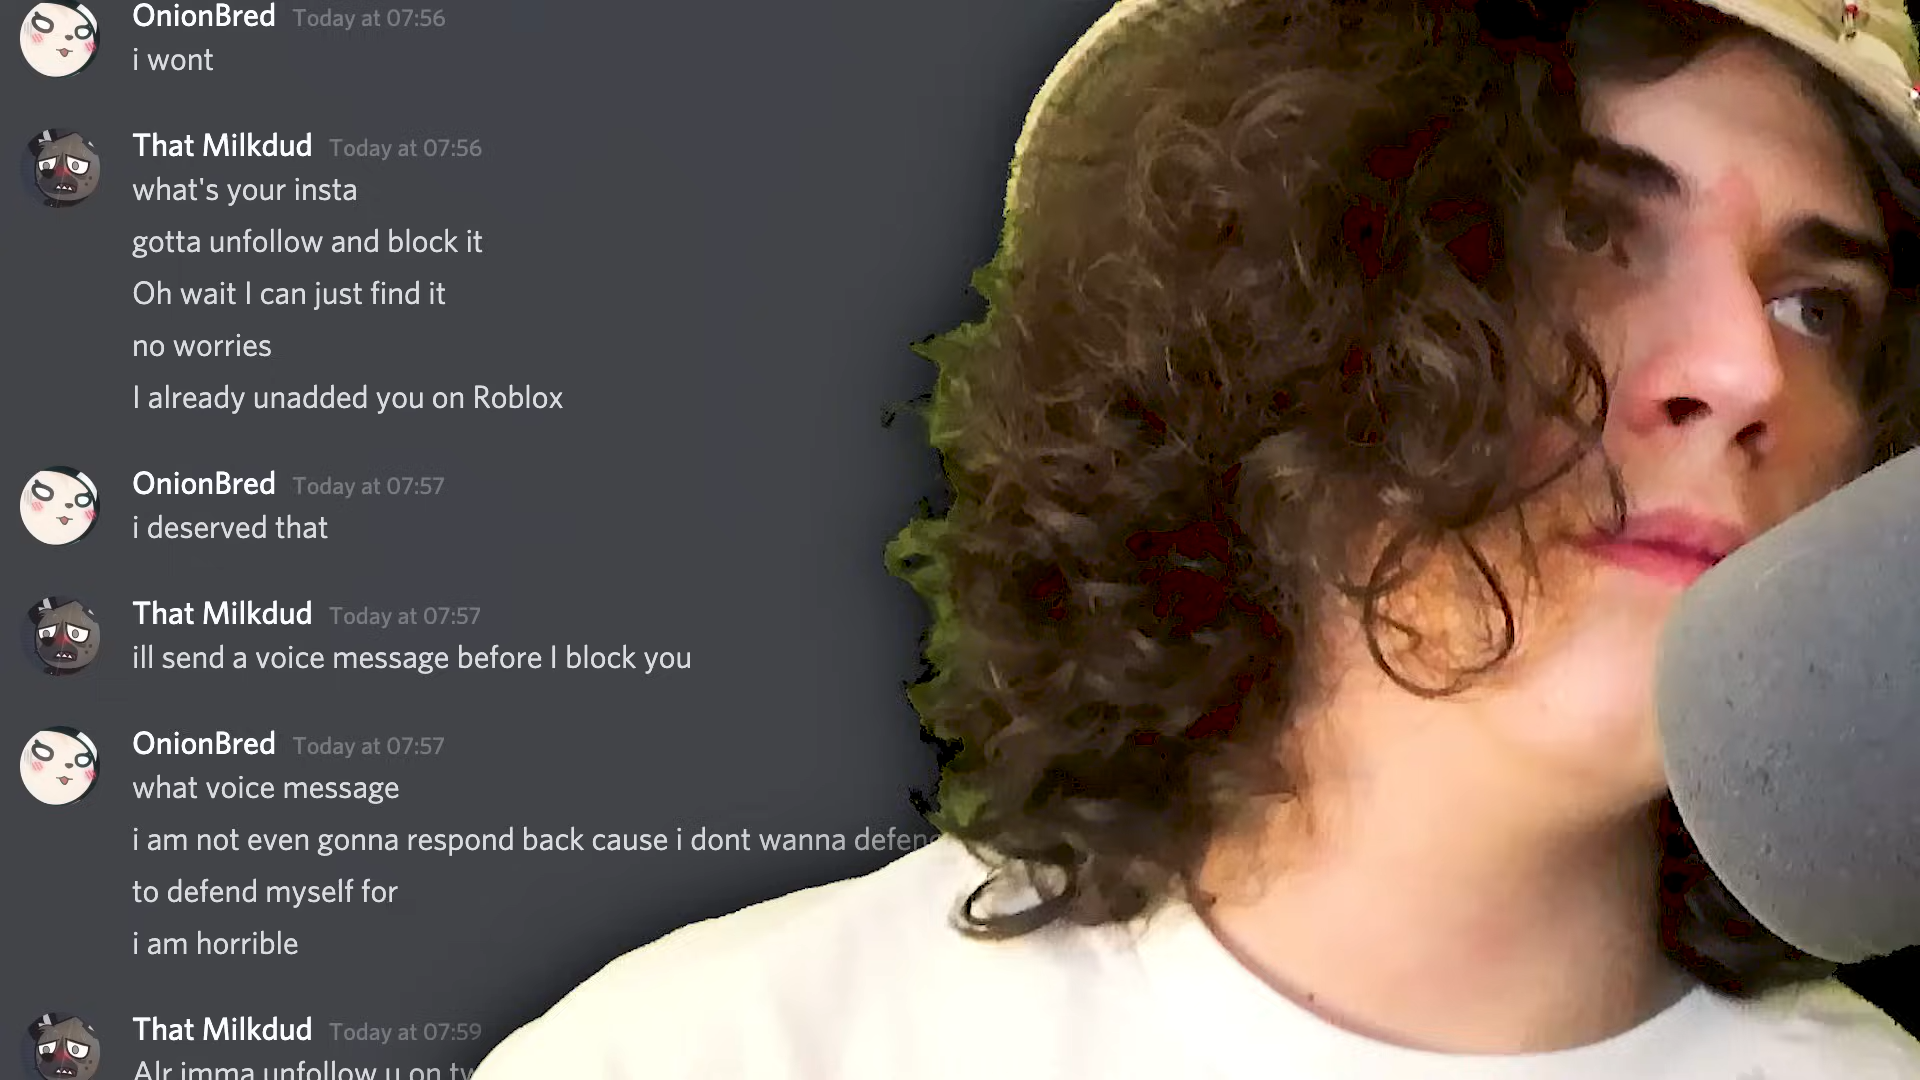 OnionBred Today at 07:56
i wont
That Milkdud Today at 07:56
what's your insta
gotta unfollow and block it
Oh wait I can just find it
no worries
I already unadded you on Roblox
OnionBred Today at 07:57
i deserved that
That Milkdud Today at 07:57
ill send a voice message before I block you
OnionBred Today at 07:57
what voice message
i am not even gonna respond back cause i dont wanna
to defend myself for
i am horrible
That Milkdud Today at 07:59
Alr imma unfollow u on